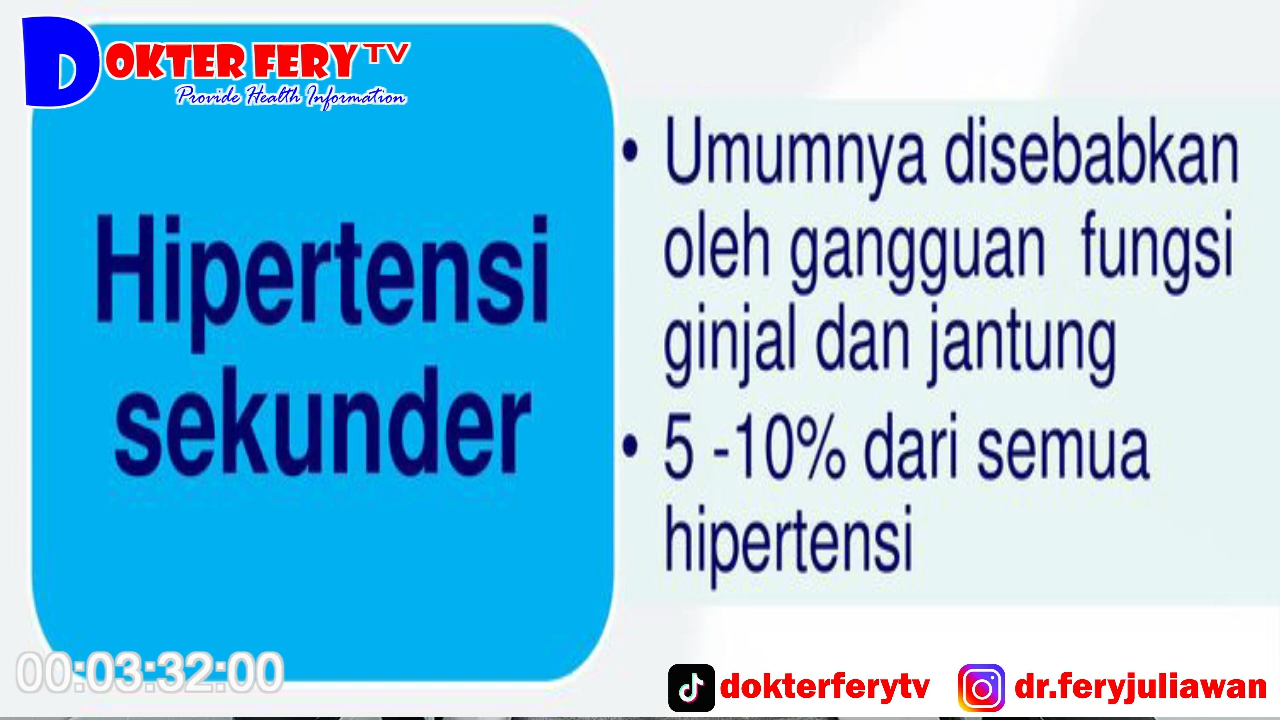 DOKTER FERY TV
Provide Health Information
Hipertensi
sekunder
• Umumnya disebabkan
oleh gangguan fungsi
ginjal dan jantung
• 5 -10% dari semua
hipertensi
00:03:32:00
dokterferytv
dr.feryjuliawan